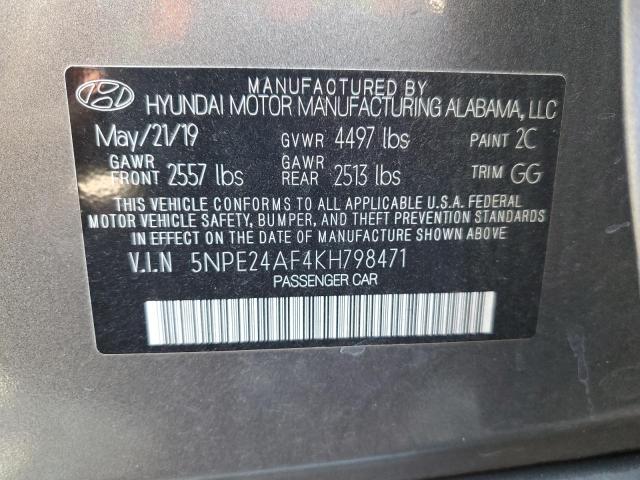 MANUFACTURED BY
HYUNDAI MOTOR MANUFACTURING ALABAMA, LLC
May/21/19 GVWR 4497 lbs PAINT 2C
GAWR FRONT 2557 lbs GAWR REAR 2513 lbs TRIM GG
THIS VEHICLE CONFORMS TO ALL APPLICABLE U.S.A. FEDERAL
MOTOR VEHICLE SAFETY, BUMPER, AND THEFT PREVENTION STANDARDS
IN EFFECT ON THE DATE OF MANUFACTURE SHOWN ABOVE.
V.I.N 5NPE24AF4KH798471
PASSENGER CAR